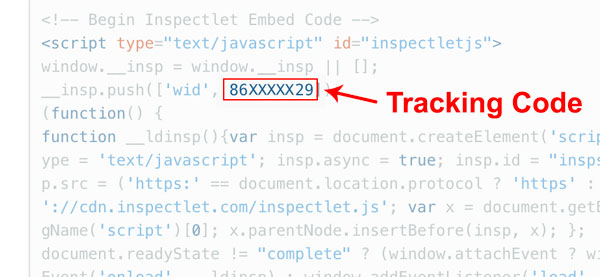 <!-- Begin Inspectlet Embed Code -->
<script type="text/javascript" id="inspectletjs">
window.__insp = window.__insp || [];
__insp.push(['wid', 86XXXXX29])
Tracking Code
(function() {
function __ldinsp(){var insp = document.createElement('scrip
ype = 'text/javascript'; insp.async = true; insp.id = "insps
p.src = ('https:' == document.location.protocol ? 'https' :
'://cdn.inspectlet.com/inspectlet.js'; var x = document.getE
gName('script')[0]; x.parentNode.insertBefore(insp, x); };
document.readyState != "complete" ? (window.attachEvent ? wi